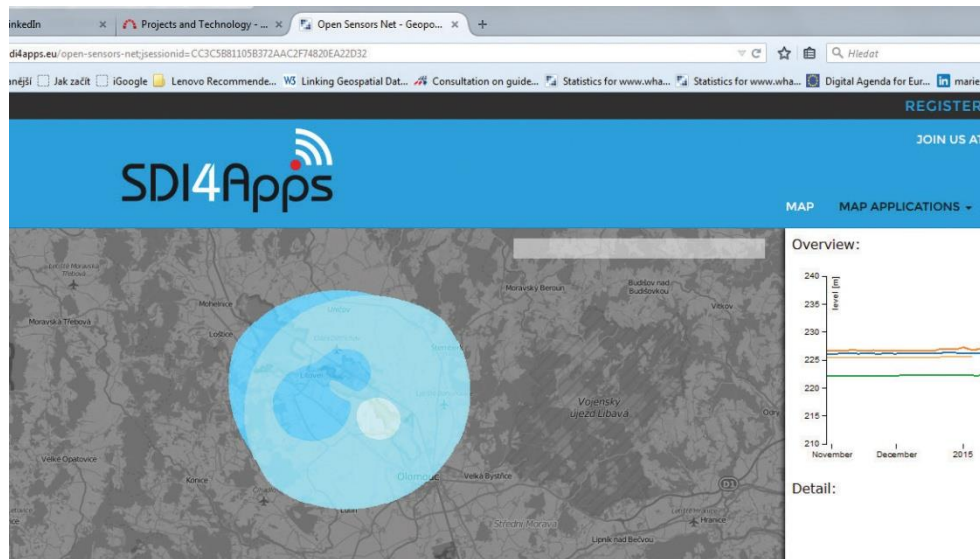 inkedIn × Projects and Technology - ... × Open Sensors Net - Geopo... × +
di4apps.eu/open-sensors-net;jsessionid=CC3C5B81105B372AAC2F74820EA22D32 Hledat
anější Jak začít iGoogle Lenovo Recommende... W3 Linking Geospatial Dat... Consultation on guide... Statistics for www.wha... Statistics for www.wha... Digital Agenda for Eur... in marie
REGISTER
JOIN US AT
SDI4Apps
MAP MAP APPLICATIONS
Overview:
240
level [m]
235
230
225
220
215
210
November December 2015
Detail:
Moravská Třebová
Mohelnice
Loštice
Uničov
Moravský Beroun
Budišov nad Budišovkou
Vítkov
Vojenský
újezd Libavá
Odry
Velké Opatovice
Konice
Olomouc
Velká Bystřice
D1
Střední Morava
Hranice
Lipník nad Bečvou